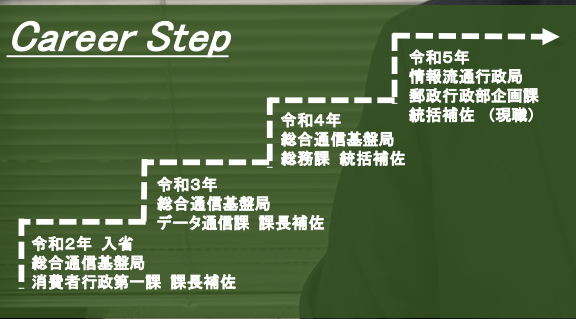 Career Step
令和5年
情報流通行政局
郵政行政部企画課
統括補佐 （現職）
令和4年
総合通信基盤局
総務課 統括補佐
令和3年
総合通信基盤局
データ通信課 課長補佐
令和2年 入省
総合通信基盤局
消費者行政第一課 課長補佐